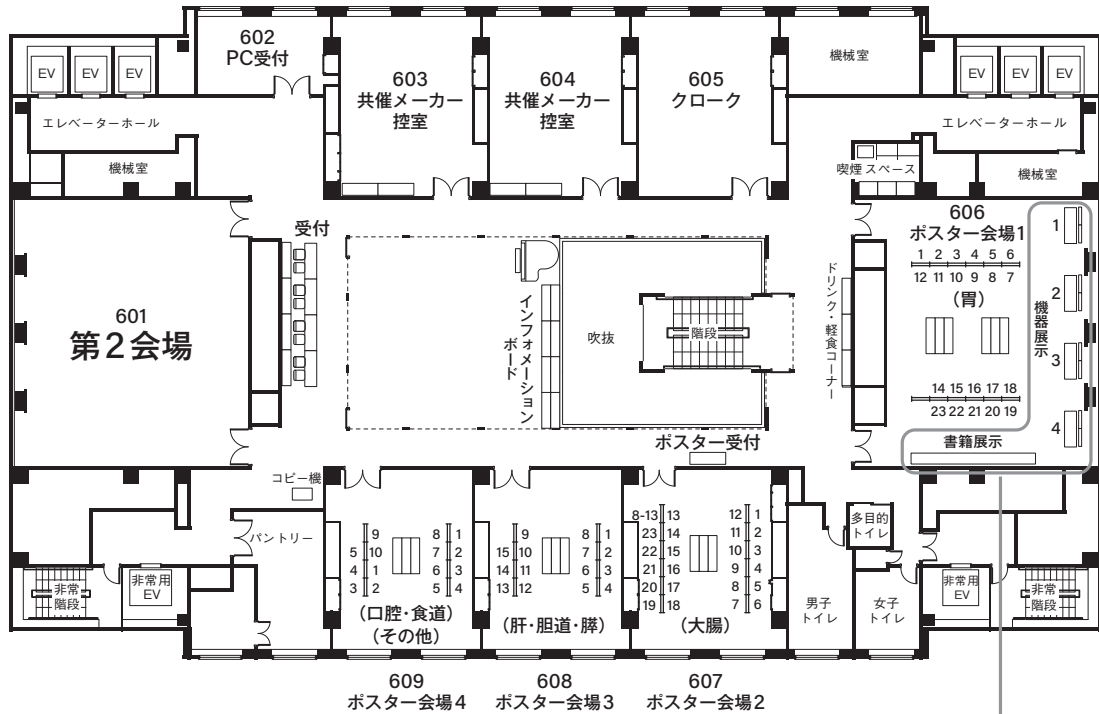 602
PC受付
603
共催メーカー
控室
604
共催メーカー
控室
605
クローク
機械室
EV EV EV
EV EV EV
エレベーターホール
エレベーターホール
機械室
機械室
喫煙スペース
受付
601
第2会場
インフォメーション
ボード
吹抜
階段
ドリンク・軽食コーナー
606
ポスター会場1
1 2 3 4 5 6
12 11 10 9 8 7
(胃)
14 15 16 17 18
23 22 21 20 19
機器展示
1
2
3
4
書籍展示
ポスター受付
コピー機
パントリー
非常
階段
非常用
EV
9
5 10
4 1
3 2
8 1
7 2
6 3
5 4
(口腔・食道)
(その他)
9
15 10
14 11
13 12
8 1
7 2
6 3
5 4
(肝・胆道・膵)
8-13 13
23 14
22 15
21 16
20 17
19 18
12 1
11 2
10 3
9 4
8 5
7 6
(大腸)
多目的
トイレ
男子
トイレ
女子
トイレ
非常用
EV
非常
階段
609
ポスター会場4
608
ポスター会場3
607
ポスター会場2